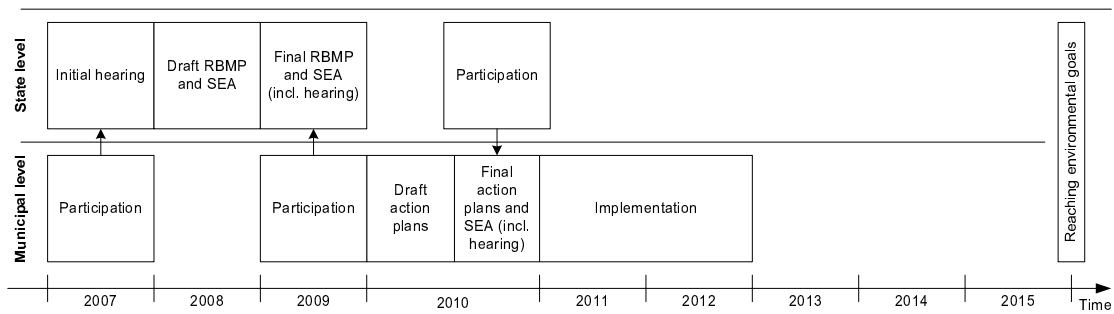 State level
Initial hearing
Draft RBMP
and SEA
Final RBMP
and SEA
(incl. hearing)
Participation
Reaching environmental goals
Municipal level
Participation
Participation
Draft
action
plans
Final
action
plans and
SEA (incl.
hearing)
Implementation
2007
2008
2009
2010
2011
2012
2013
2014
2015
Time